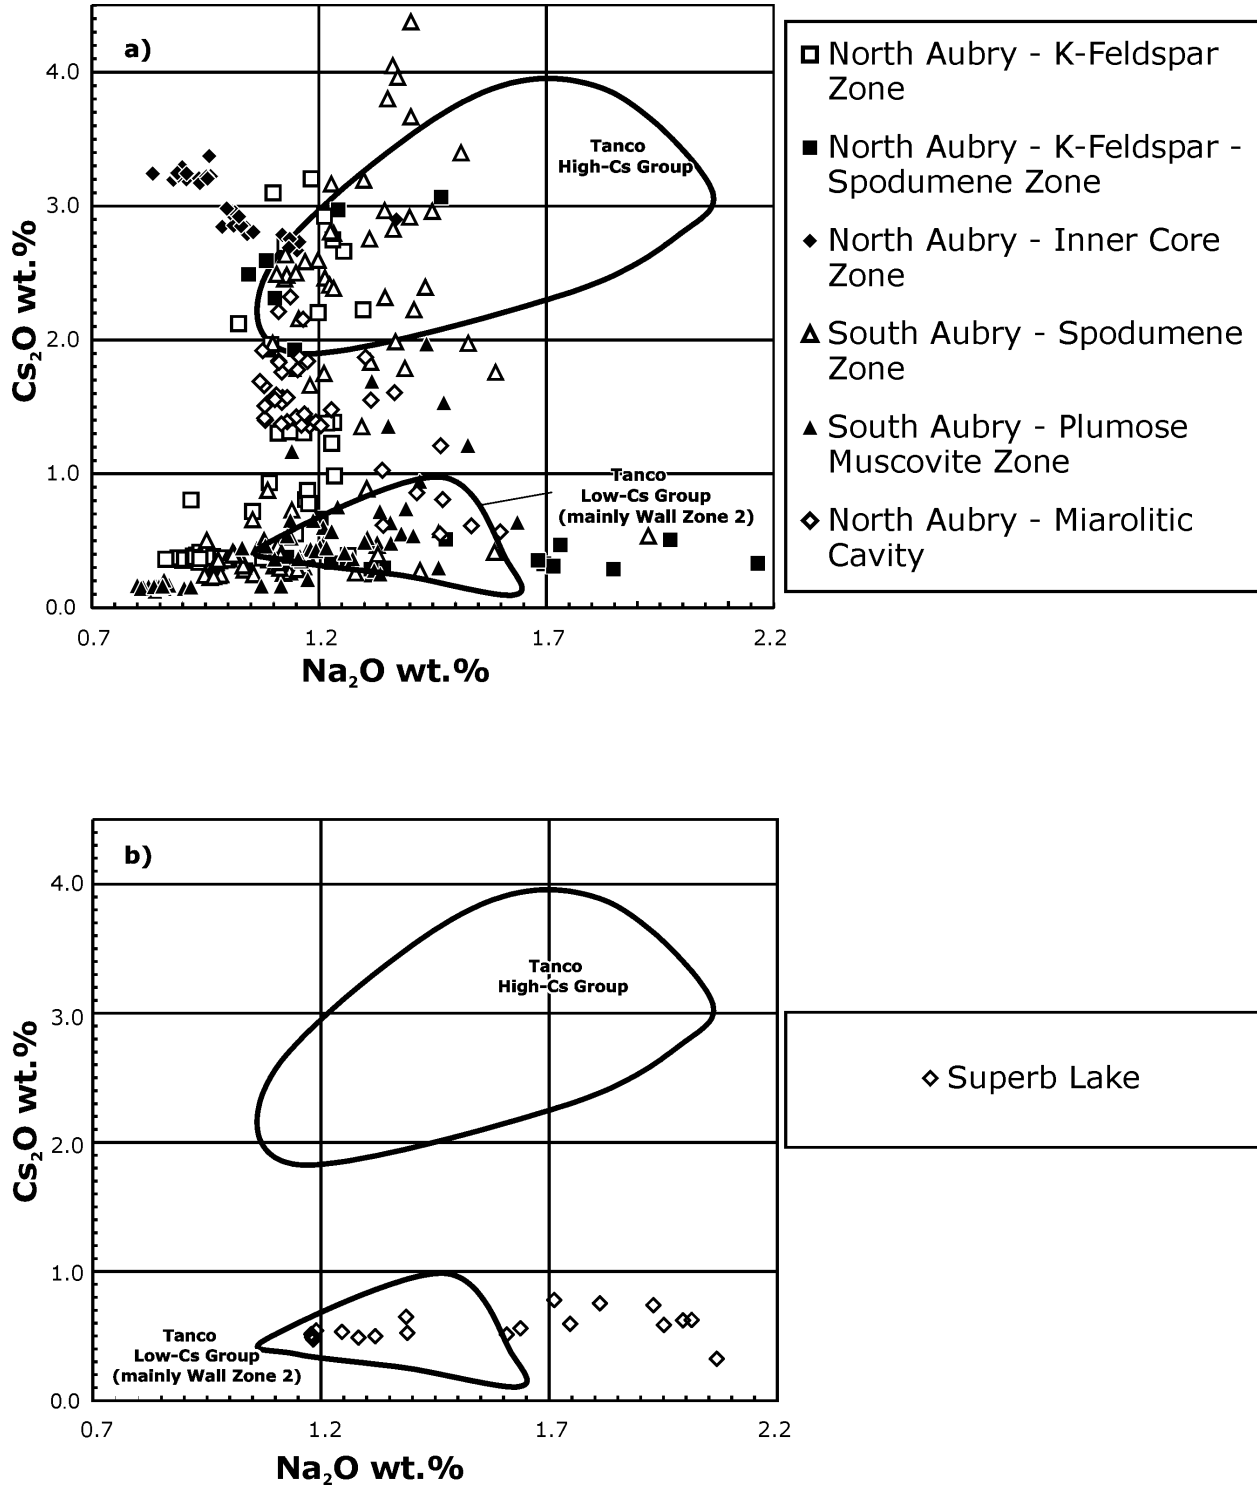 a)
4.0
3.0
2.0
1.0
0.0
Cs2O wt.%
Tanco
High-Cs Group
Tanco
Low-Cs Group
(mainly Wall Zone 2)
0.7 1.2 1.7 2.2
Na2O wt.%
North Aubry - K-Feldspar
Zone
North Aubry - K-Feldspar -
Spodumene Zone
North Aubry - Inner Core
Zone
South Aubry - Spodumene
Zone
South Aubry - Plumose
Muscovite Zone
North Aubry - Miarolitic
Cavity
b)
4.0
3.0
2.0
1.0
0.0
Cs2O wt.%
Tanco
High-Cs Group
Tanco
Low-Cs Group
(mainly Wall Zone 2)
0.7 1.2 1.7 2.2
Na2O wt.%
Superb Lake